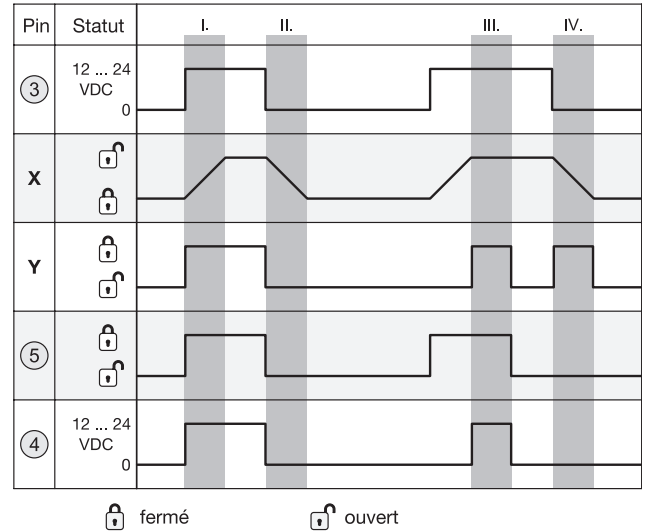 Pin Statut I. II. III. IV.
3 12 ... 24
VDC
0
X
Y
5
4 12 ... 24
VDC
0
fermé ouvert